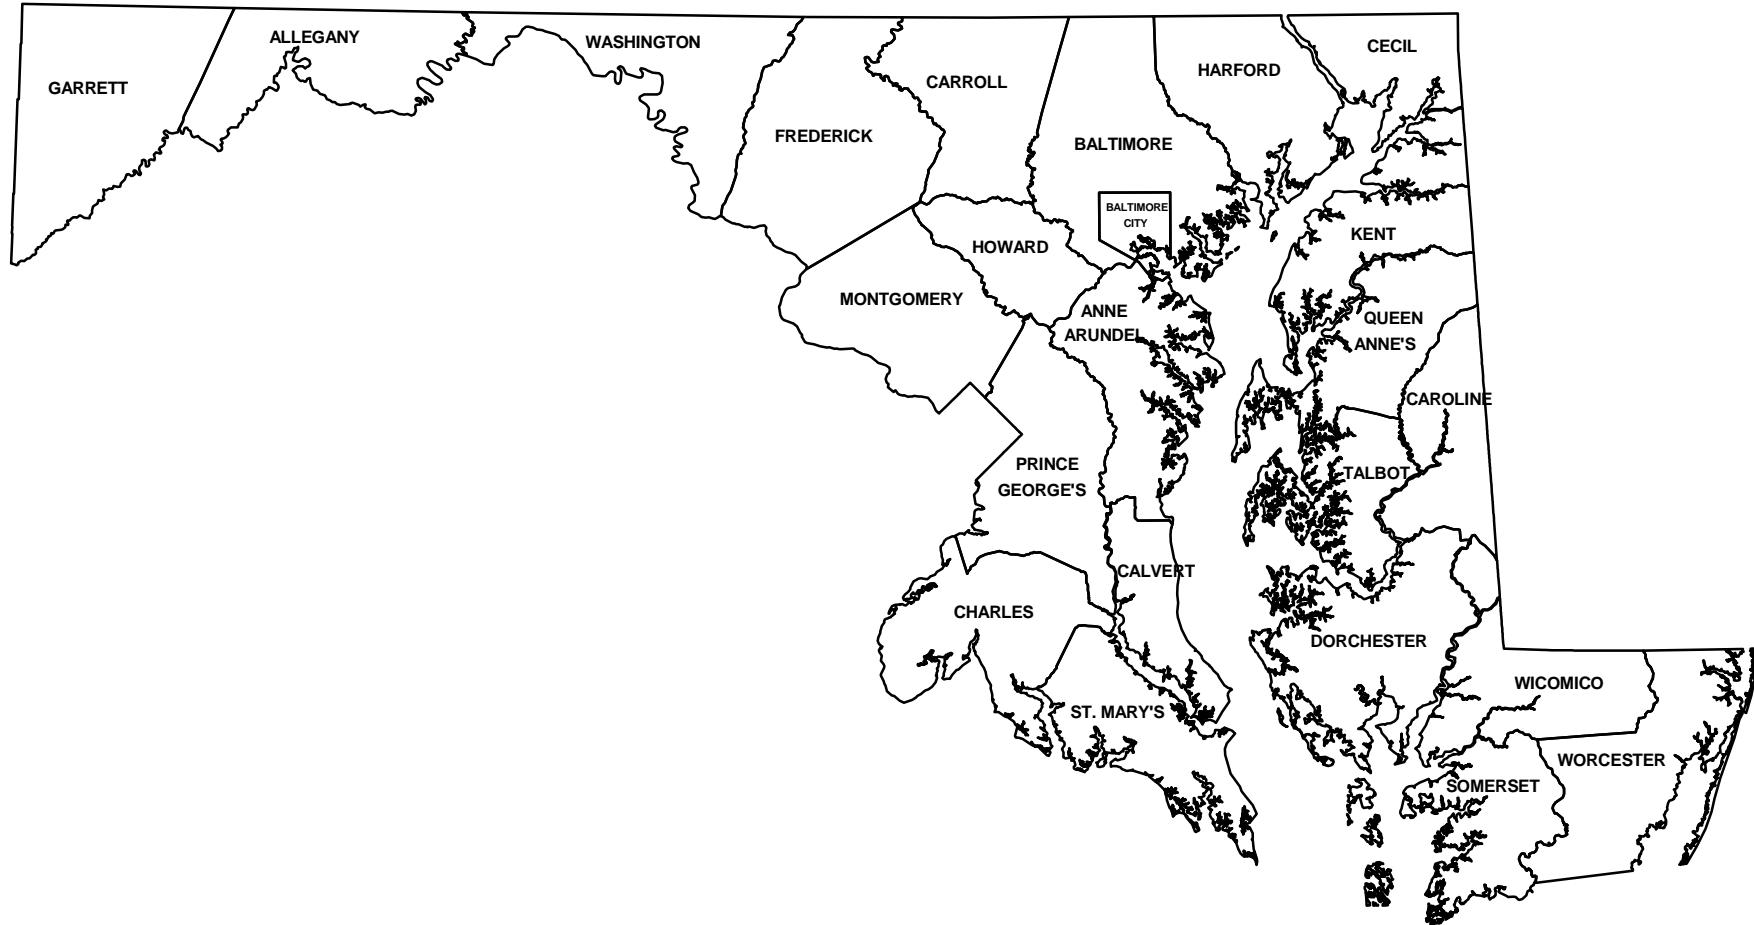 GARRETT
ALLEGANY
WASHINGTON
FREDERICK
CARROLL
BALTIMORE
HARFORD
CECIL
BALTIMORE
CITY
HOWARD
MONTGOMERY
ANNE
ARUNDEL
KENT
QUEEN
ANNE'S
CAROLINE
TALBOT
PRINCE
GEORGE'S
CALVERT
CHARLES
ST. MARY'S
DORCHESTER
WICOMICO
WORCESTER
SOMERSET